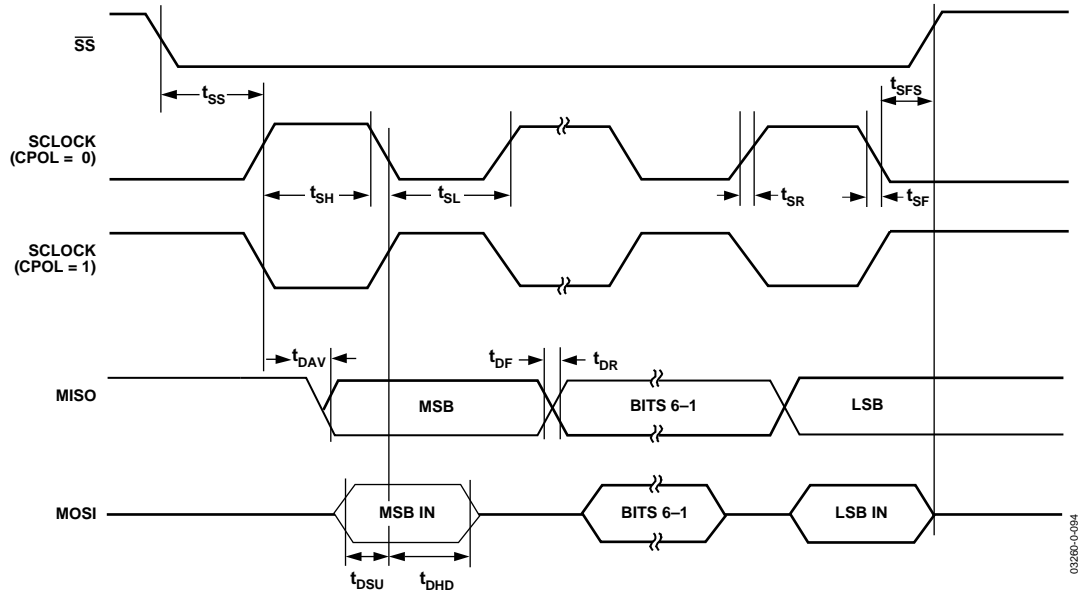 SS
tSS
tSFS
SCLOCK
(CPOL = 0)
tSH
tSL
tSR
tSF
SCLOCK
(CPOL = 1)
tDAV
tDF
tDR
MISO
MSB
BITS 6–1
LSB
MOSI
MSB IN
BITS 6–1
LSB IN
tDSU
tDHD
03260-0-094